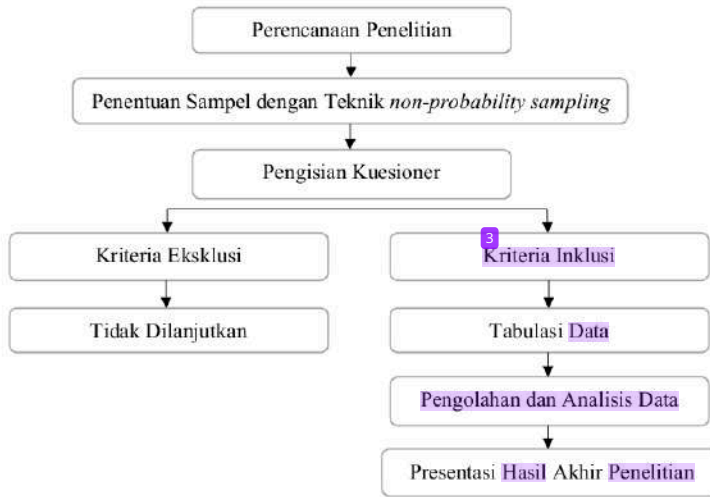 Perencanaan Penelitian
Penentuan Sampel dengan Teknik non-probability sampling
Pengisian Kuesioner
Kriteria Eksklusi
3
Kriteria Inklusi
Tidak Dilanjutkan
Tabulasi Data
Pengolahan dan Analisis Data
Presentasi Hasil Akhir Penelitian